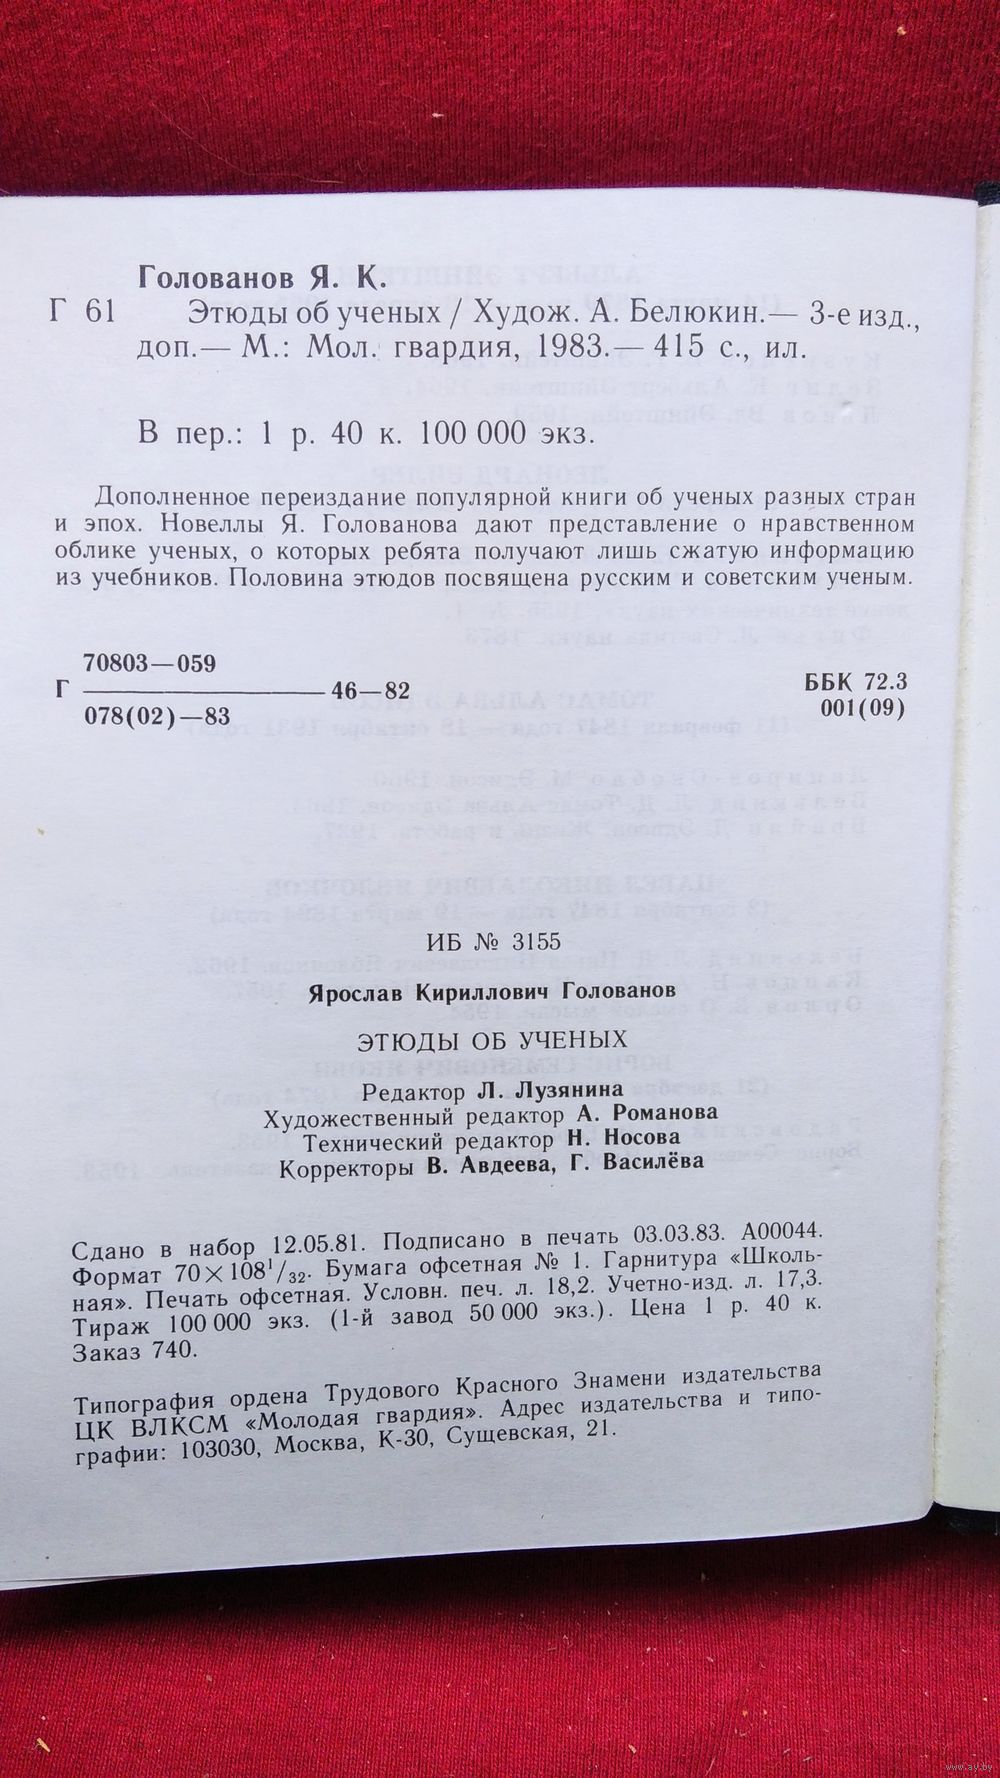 Голованов Я. К.
Г 61 Этюды об ученых / Худож. А. Белюкин.— 3-е изд.,
доп.— М.: Мол. гвардия, 1983.— 415 с., ил.
В пер.: 1 р. 40 к. 100 000 экз.
Дополненное переиздание популярной книги об ученых разных стран
и эпох. Новеллы Я. Голованова дают представление о нравственном
облике ученых, о которых ребята получают лишь сжатую информацию
из учебников. Половина этюдов посвящена русским и советским ученым.
70803—059
Г 46—82
078(02)—83
ББК 72.3
001(09)
ИБ № 3155
Ярослав Кириллович Голованов
ЭТЮДЫ ОБ УЧЕНЫХ
Редактор Л. Лузянина
Художественный редактор А. Романова
Технический редактор Н. Носова
Корректоры В. Авдеева, Г. Василёва
Сдано в набор 12.05.81. Подписано в печать 03.03.83. А00044.
Формат 70×108¹/₃₂. Бумага офсетная № 1. Гарнитура «Школь-
ная». Печать офсетная. Условн. печ. л. 18,2. Учетно-изд. л. 17,3.
Тираж 100 000 экз. (1-й завод 50 000 экз.). Цена 1 р. 40 к.
Заказ 740.
Типография ордена Трудового Красного Знамени издательства
ЦК ВЛКСМ «Молодая гвардия». Адрес издательства и типо-
графии: 103030, Москва, К-30, Сущевская, 21.
www.ay.by